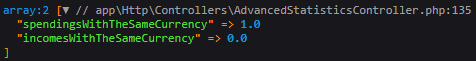 array:2 [▼ // app\Http\Controllers\AdvancedStatisticsController.php:135
  "spendingsWithTheSameCurrency" => 1.0
  "incomesWithTheSameCurrency" => 0.0
]